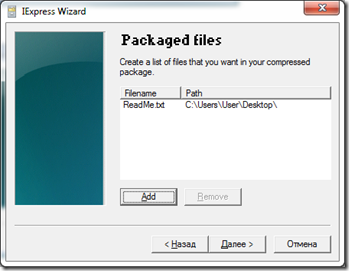 IExpress Wizard
Packaged files
Create a list of files that you want in your compressed
package.
Filename Path
ReadMe.txt C:\Users\User\Desktop\
Add Remove
< Назад Далее > Отмена